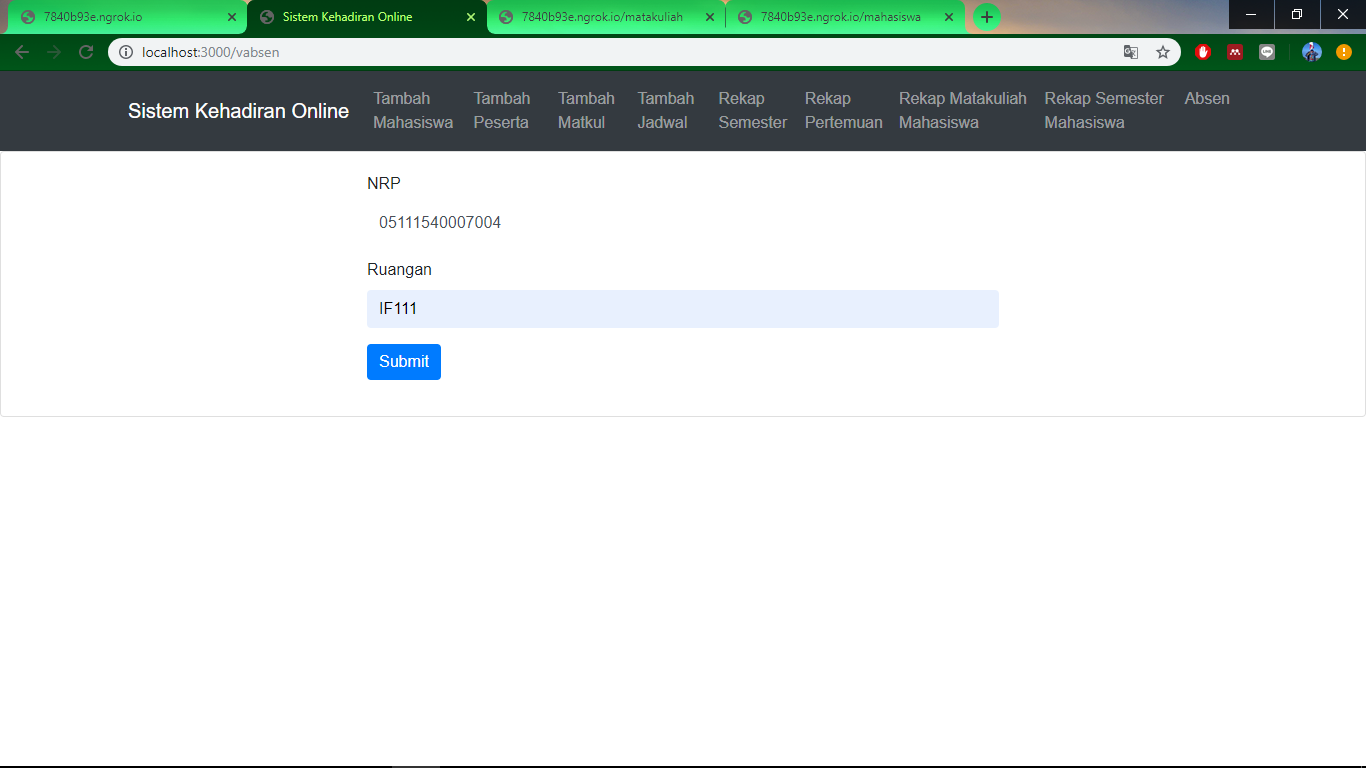 7840b93e.ngrok.io
Sistem Kehadiran Online
7840b93e.ngrok.io/matakuliah
7840b93e.ngrok.io/mahasiswa
localhost:3000/vabsen
Sistem Kehadiran Online
Tambah
Mahasiswa
Tambah
Peserta
Tambah
Matkul
Tambah
Jadwal
Rekap
Semester
Rekap
Pertemuan
Rekap Matakuliah
Mahasiswa
Rekap Semester
Mahasiswa
Absen
NRP
05111540007004
Ruangan
IF111
Submit